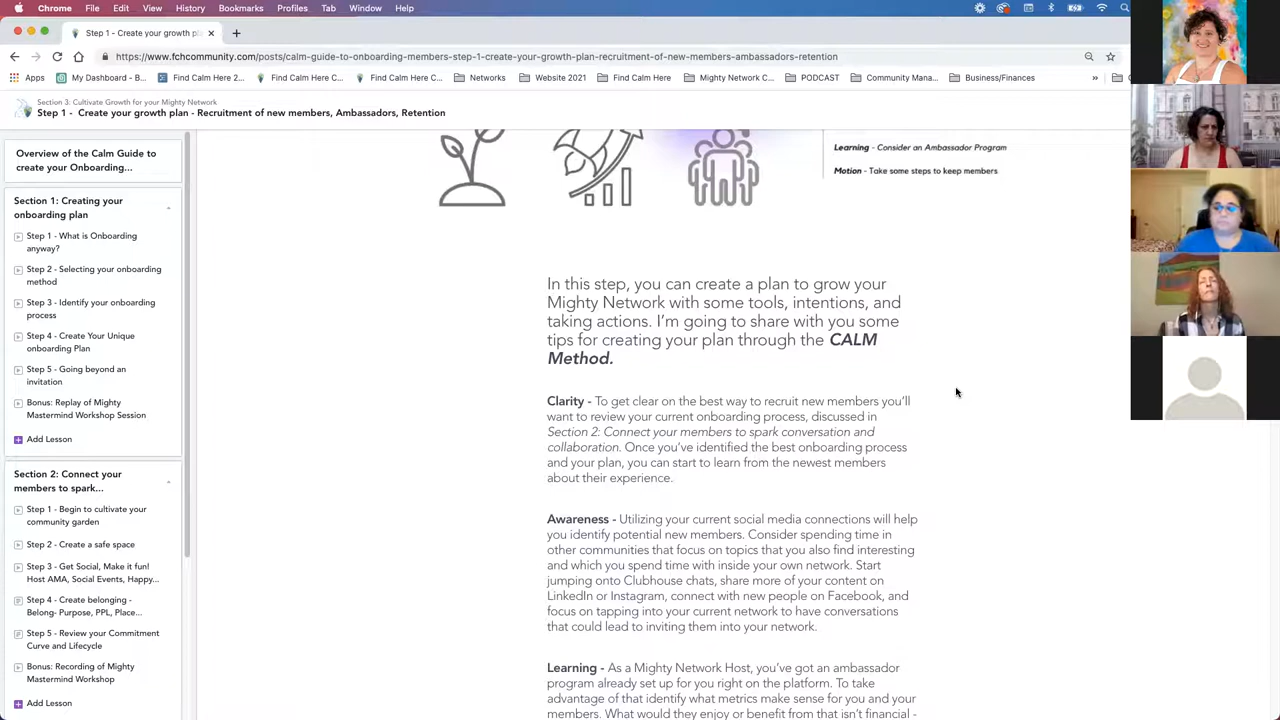 Chrome File Edit View History Bookmarks Profiles Tab Window Help
Step 1 - Create your growth pl
https://www.fchcommunity.com/posts/calm-guide-to-onboarding-members-step-1-create-your-growth-plan-recruitment-of-new-members-ambassadors-retention
Apps My Dashboard - B... Find Calm Here 2... Find Calm Here C... Find Calm Here C... Networks Website 2021 Find Calm Here Mighty Network C... PODCAST Community Mana... Business/Finances »
Section 3: Cultivate Growth for your Mighty Network
Step 1 - Create your growth plan - Recruitment of new members, Ambassadors, Retention
Overview of the Calm Guide to
create your Onboarding...
Section 1: Creating your
onboarding plan
Step 1 - What is Onboarding
anyway?
Step 2 - Selecting your onboarding
method
Step 3 - Identify your onboarding
process
Step 4 - Create Your Unique
onboarding Plan
Step 5 - Going beyond an
invitation
Bonus: Replay of Mighty
Mastermind Workshop Session
Add Lesson
Section 2: Connect your
members to spark...
Step 1 - Begin to cultivate your
community garden
Step 2 - Create a safe space
Step 3 - Get Social, Make it fun!
Host AMA, Social Events, Happy...
Step 4 - Create belonging -
Belong- Purpose, PPL, Place...
Step 5 - Review your Commitment
Curve and Lifecycle
Bonus: Recording of Mighty
Mastermind Workshop
Add Lesson
Learning - Consider an Ambassador Program
Motion - Take some steps to keep members
In this step, you can create a plan to grow your
Mighty Network with some tools, intentions, and
taking actions. I'm going to share with you some
tips for creating your plan through the CALM
Method.
Clarity - To get clear on the best way to recruit new members you'll
want to review your current onboarding process, discussed in
Section 2: Connect your members to spark conversation and
collaboration. Once you've identified the best onboarding process
and your plan, you can start to learn from the newest members
about their experience.
Awareness - Utilizing your current social media connections will help
you identify potential new members. Consider spending time in
other communities that focus on topics that you also find interesting
and which you spend time with inside your own network. Start
jumping onto Clubhouse chats, share more of your content on
LinkedIn or Instagram, connect with new people on Facebook, and
focus on tapping into your current network to have conversations
that could lead to inviting them into your network.
Learning - As a Mighty Network Host, you've got an ambassador
program already set up for you right on the platform. To take
advantage of that identify what metrics make sense for you and your
members. What would they enjoy or benefit from that isn't financial -